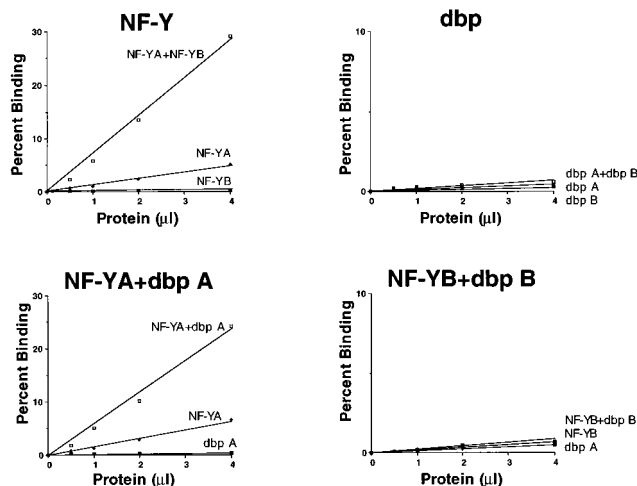 NF-Y
30
20
10
0
Percent Binding
NF-YA+NF-YB
NF-YA
NF-YB
0 1 2 3 4
Protein (µl)
dbp
10
5
0
Percent Binding
dbp A+dbp B
dbp A
dbp B
0 1 2 3 4
Protein (µl)
NF-YA+dbp A
30
20
10
0
Percent Binding
NF-YA+dbp A
NF-YA
dbp A
0 1 2 3 4
Protein (µl)
NF-YB+dbp B
10
5
0
Percent Binding
NF-YB+dbp B
NF-YB
dbp A
0 1 2 3 4
Protein (µl)